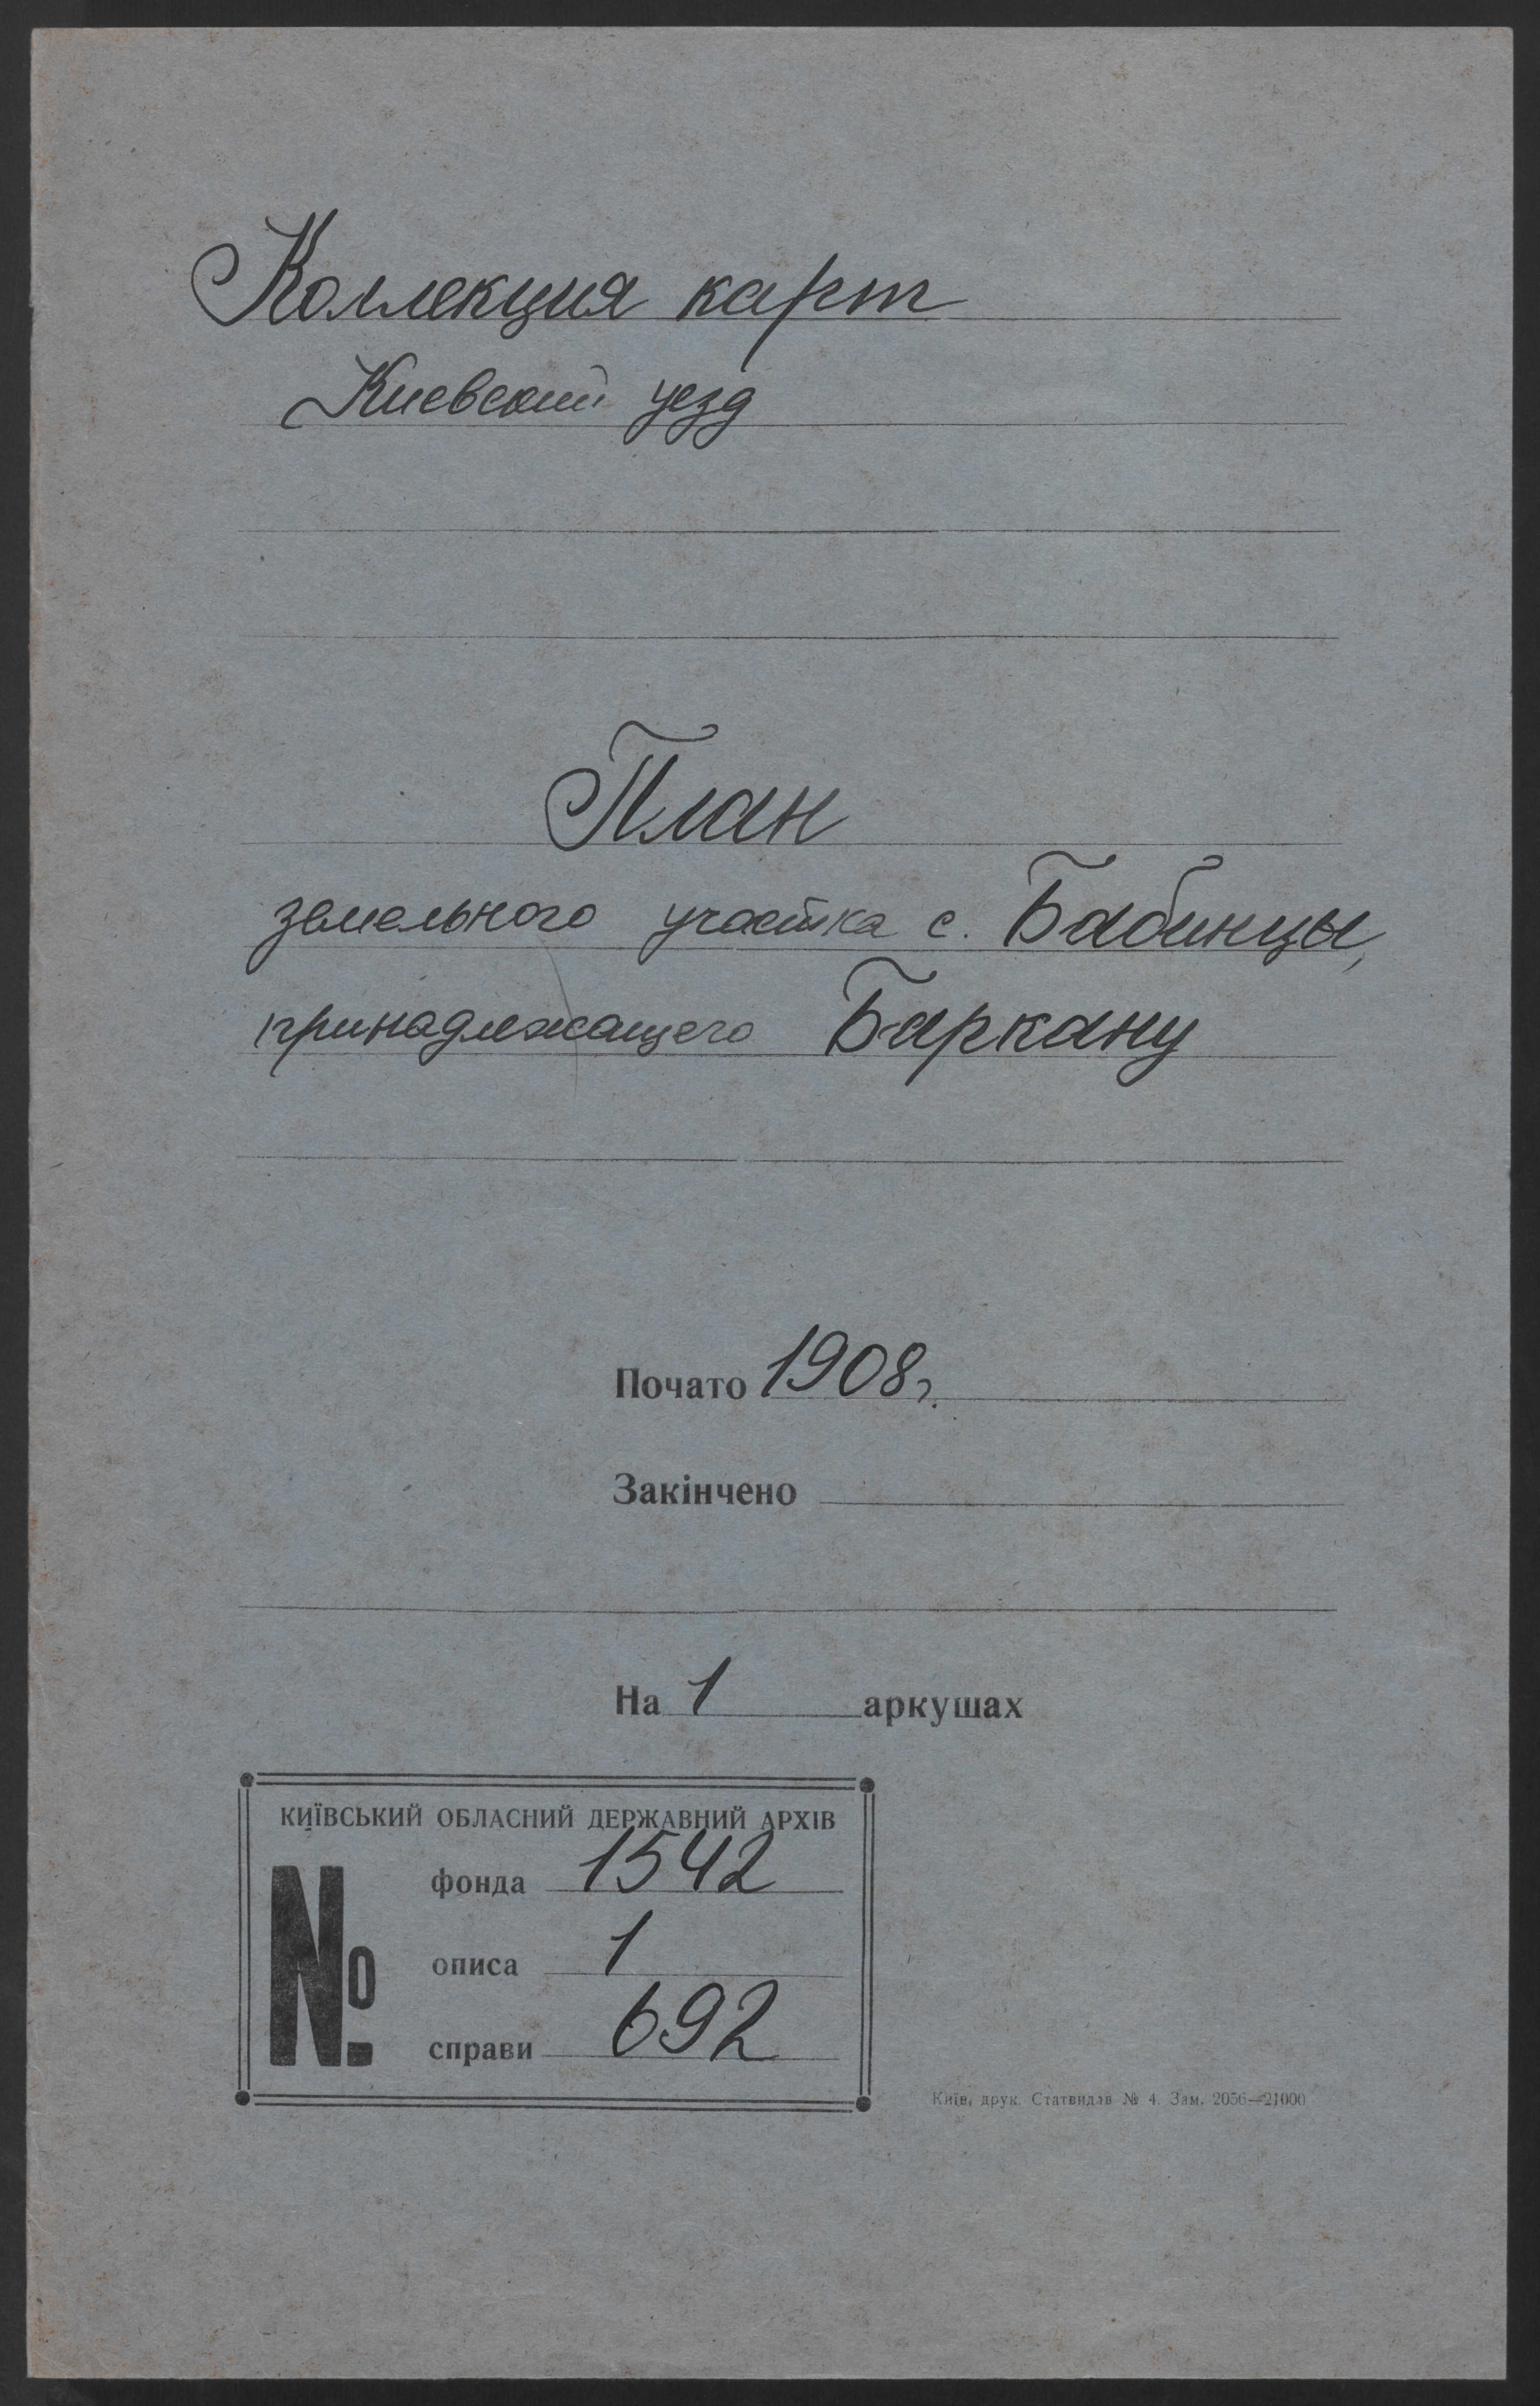 Коллекция карт
Киевский уезд
План
земельного участка с. Бабинцы,
принадлежащего Баркану
Почато 1908 г.
Закінчено
На 1 аркушах
КИЇВСЬКИЙ ОБЛАСНИЙ ДЕРЖАВНИЙ АРХІВ
№
фонда 1542
описа 1
справи 692
Київ, друк. Статвидав № 4. Зам. 2056—21000